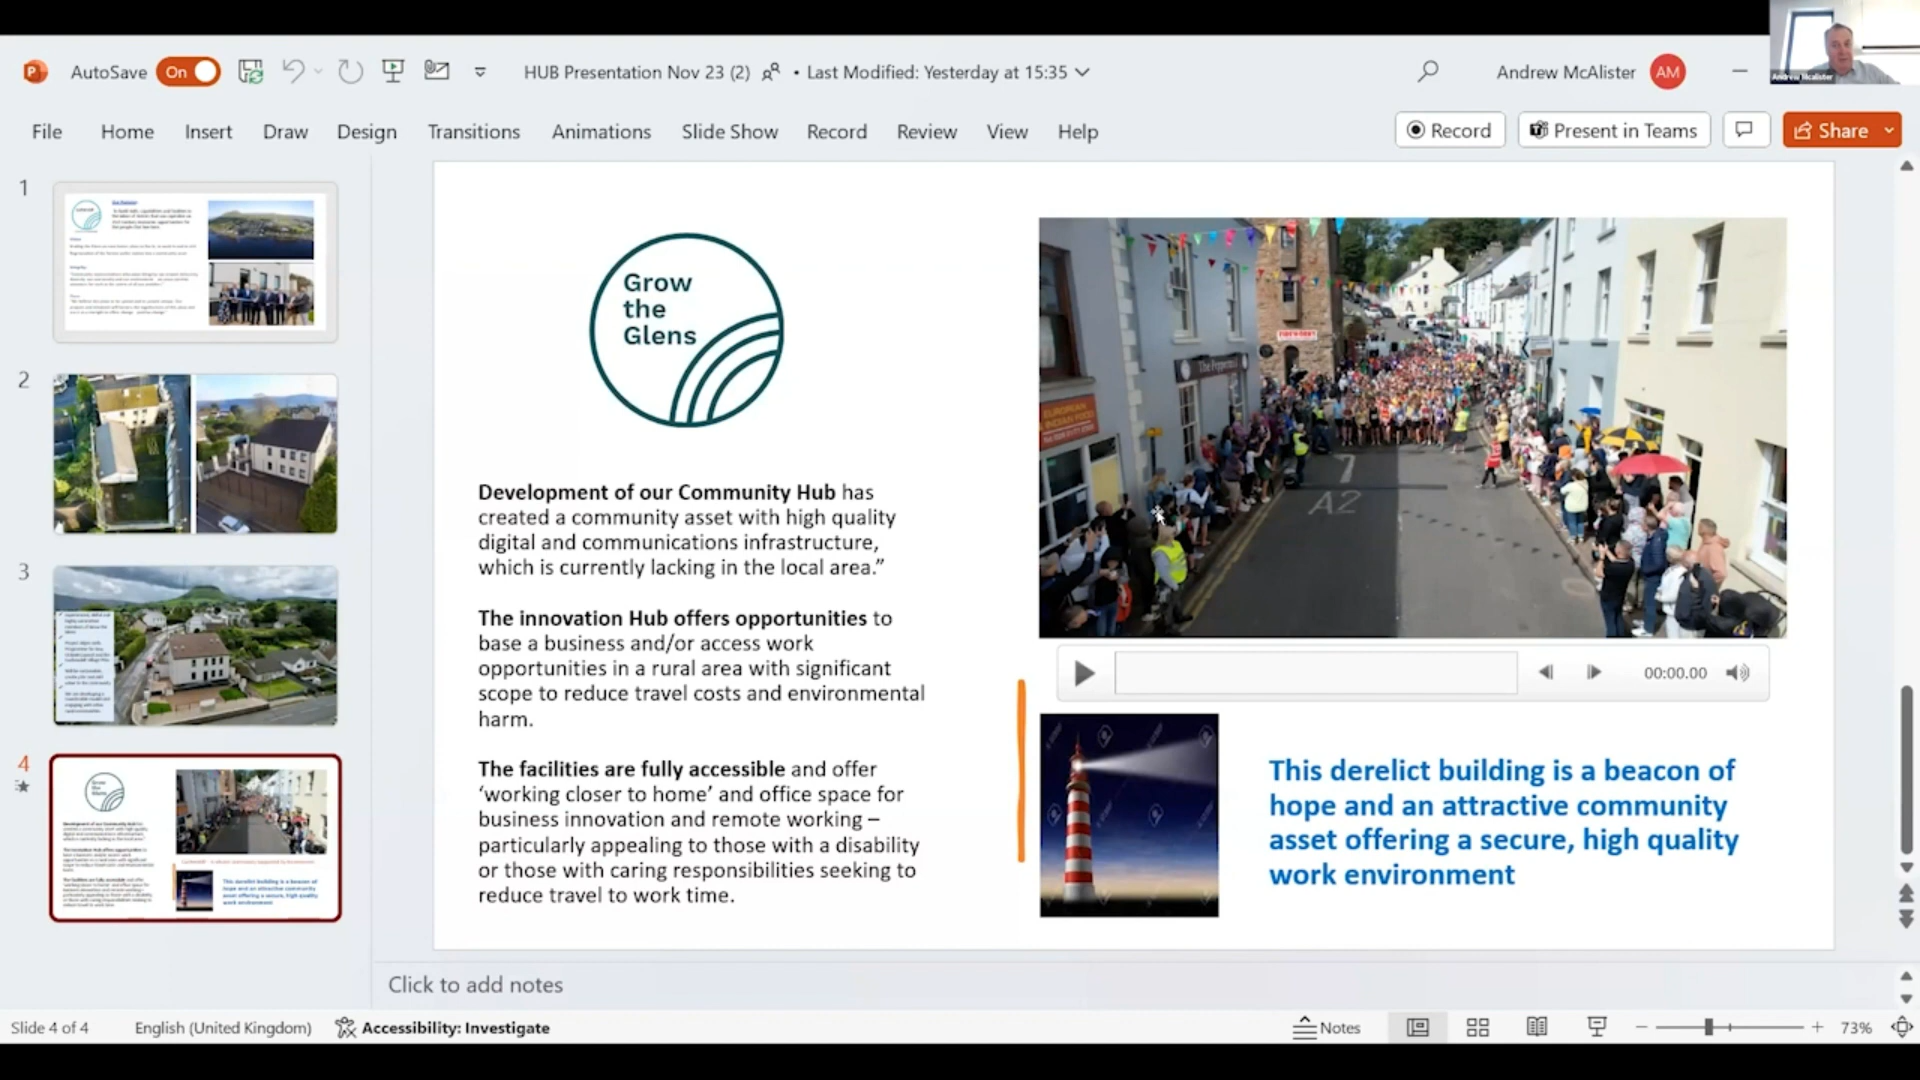 AutoSave
On
HUB Presentation Nov 23 (2)
• Last Modified: Yesterday at 15:35
Andrew McAlister
AM
Andrew Mcalister
File
Home
Insert
Draw
Design
Transitions
Animations
Slide Show
Record
Review
View
Help
Record
Present in Teams
Share
1
2
3
4
Grow
the
Glens
Development of our Community Hub has
created a community asset with high quality
digital and communications infrastructure,
which is currently lacking in the local area.”
The innovation Hub offers opportunities to
base a business and/or access work
opportunities in a rural area with significant
scope to reduce travel costs and environmental
harm.
The facilities are fully accessible and offer
‘working closer to home’ and office space for
business innovation and remote working –
particularly appealing to those with a disability
or those with caring responsibilities seeking to
reduce travel to work time.
EUROPEAN
A2
00:00.00
This derelict building is a beacon of
hope and an attractive community
asset offering a secure, high quality
work environment
Click to add notes
Slide 4 of 4
English (United Kingdom)
Accessibility: Investigate
Notes
73%